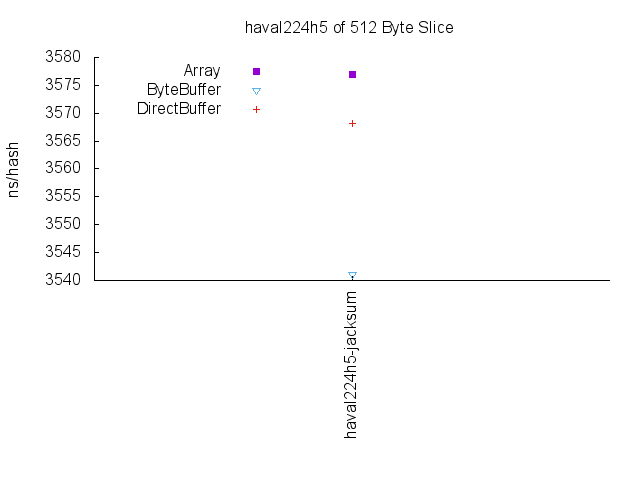 haval224h5 of 512 Byte Slice
3580
3575
3570
3565
3560
3555
3550
3545
3540
ns/hash
Array
ByteBuffer
DirectBuffer
haval224h5-jacksum